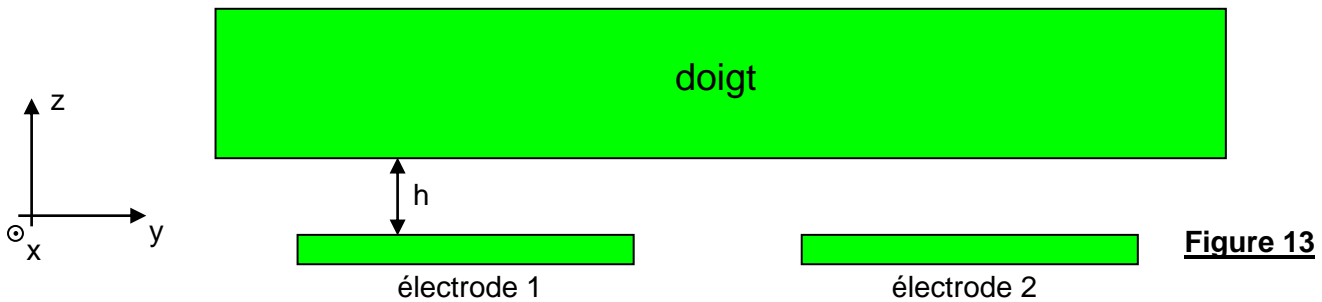 doigt
z
h
y
x
électrode 1
électrode 2
Figure 13